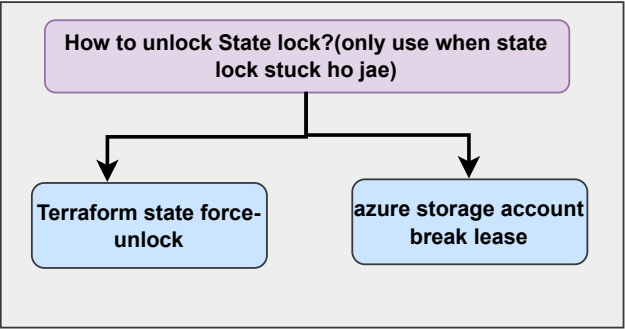 How to unlock State lock?(only use when state
lock stuck ho jae)
Terraform state force-
unlock
azure storage account
break lease